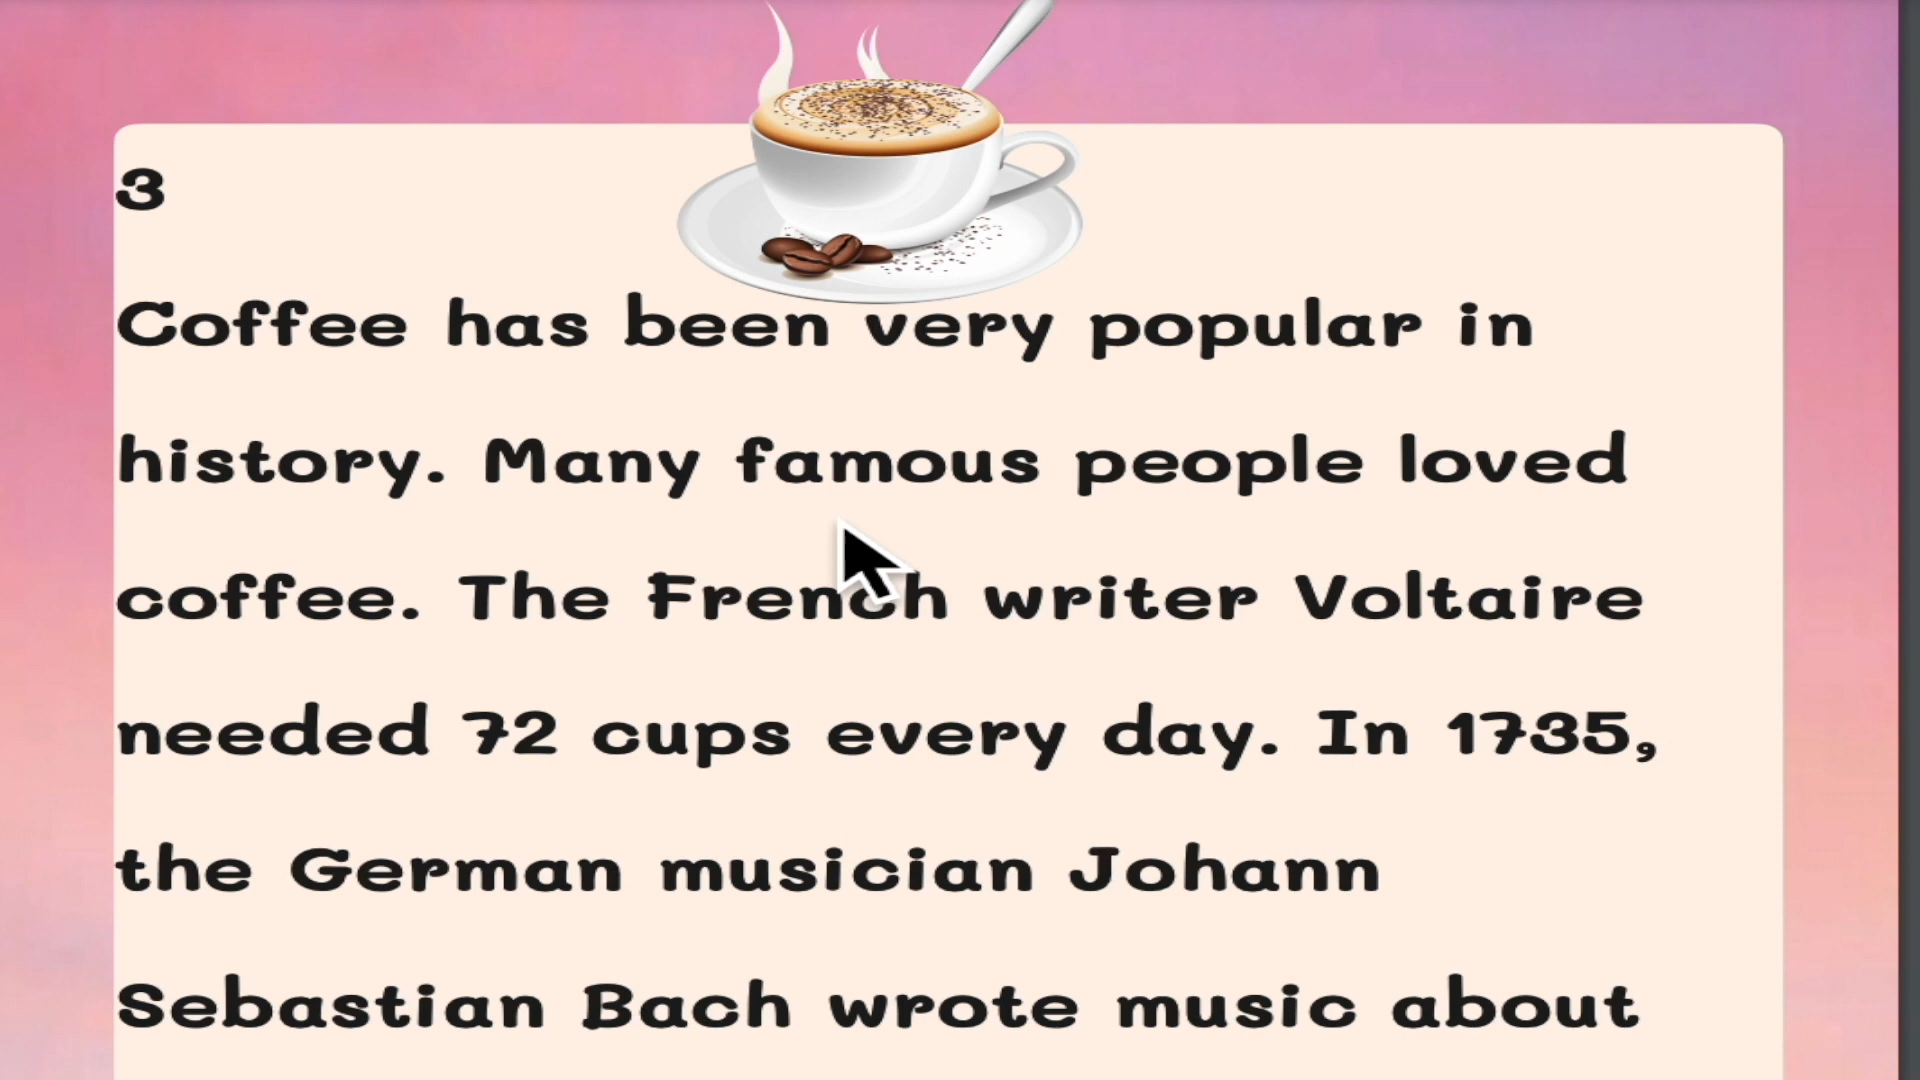 3
Coffee has been very popular in
history. Many famous people loved
coffee. The French writer Voltaire
needed 72 cups every day. In 1735,
the German musician Johann
Sebastian Bach wrote music about